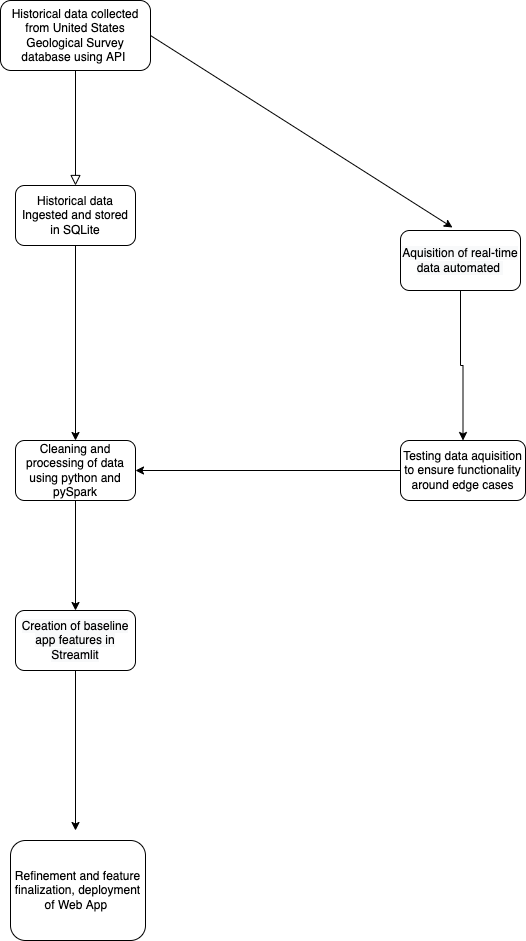 Historical data collected
from United States
Geological Survey
database using API
Historical data
Ingested and stored
in SQLite
Aquisition of real-time
data automated
Cleaning and
processing of data
using python and
pySpark
Testing data aquisition
to ensure functionality
around edge cases
Creation of baseline
app features in
Streamlit
Refinement and feature
finalization, deployment
of Web App